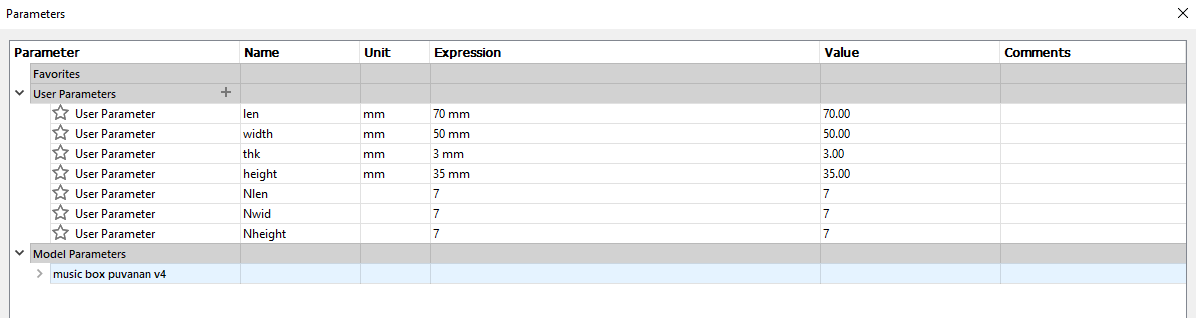 Parameters
Parameter Name Unit Expression Value Comments
Favorites
User Parameters +
User Parameter len mm 70 mm 70.00
User Parameter width mm 50 mm 50.00
User Parameter thk mm 3 mm 3.00
User Parameter height mm 35 mm 35.00
User Parameter Nlen 7 7
User Parameter Nwid 7 7
User Parameter Nheight 7 7
Model Parameters
music box puvanan v4